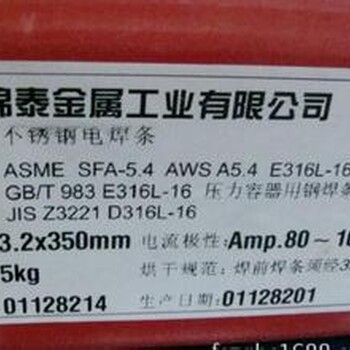 锦泰金属工业有限公司
不锈钢电焊条
ASME SFA-5.4 AWS A5.4 E316L-16
GB/T 983 E316L-16 压力容器用钢焊条
JIS Z3221 D316L-16
3.2x350mm 电流极性: Amp.80~
5kg 烘干规范: 焊前焊条须经3
01128214 生产日期: 01128201